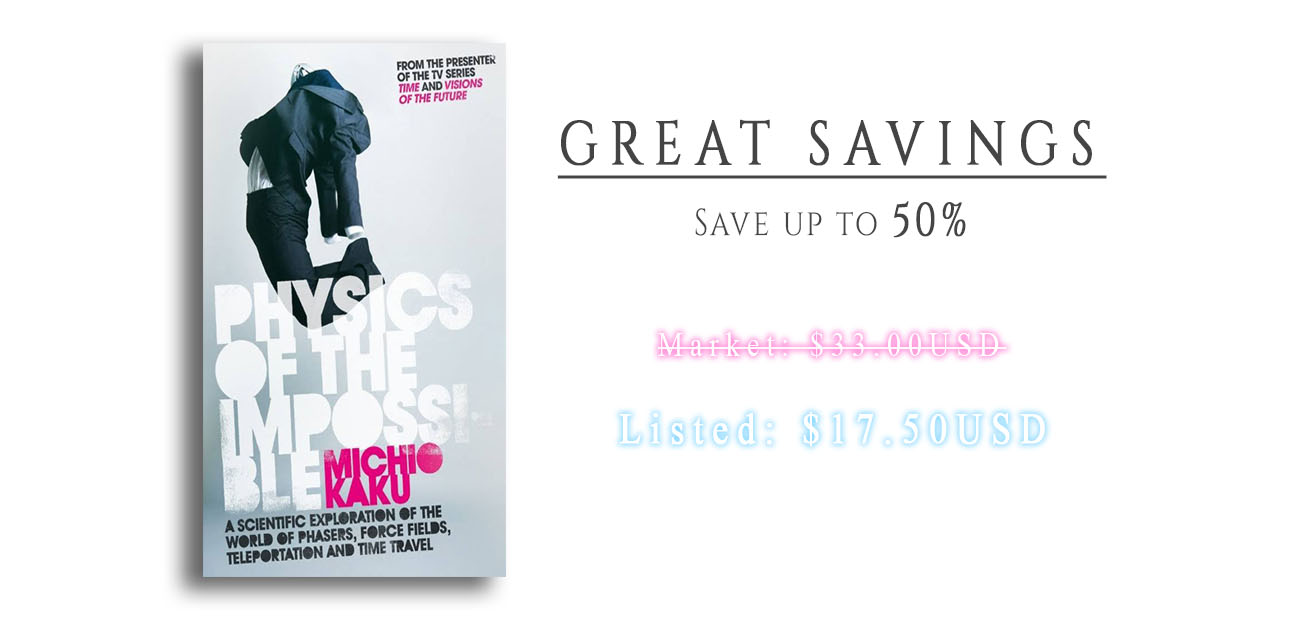 FROM THE PRESENTER
OF THE TV SERIES
TIME AND VISIONS
OF THE FUTURE
PHYSICS
OF THE
IMPOSSI-
BLE
MICHIO
KAKU
A SCIENTIFIC EXPLORATION OF THE
WORLD OF PHASERS, FORCE FIELDS,
TELEPORTATION AND TIME TRAVEL
GREAT SAVINGS
SAVE UP TO 50%
Market: $33.00USD
Listed: $17.50USD